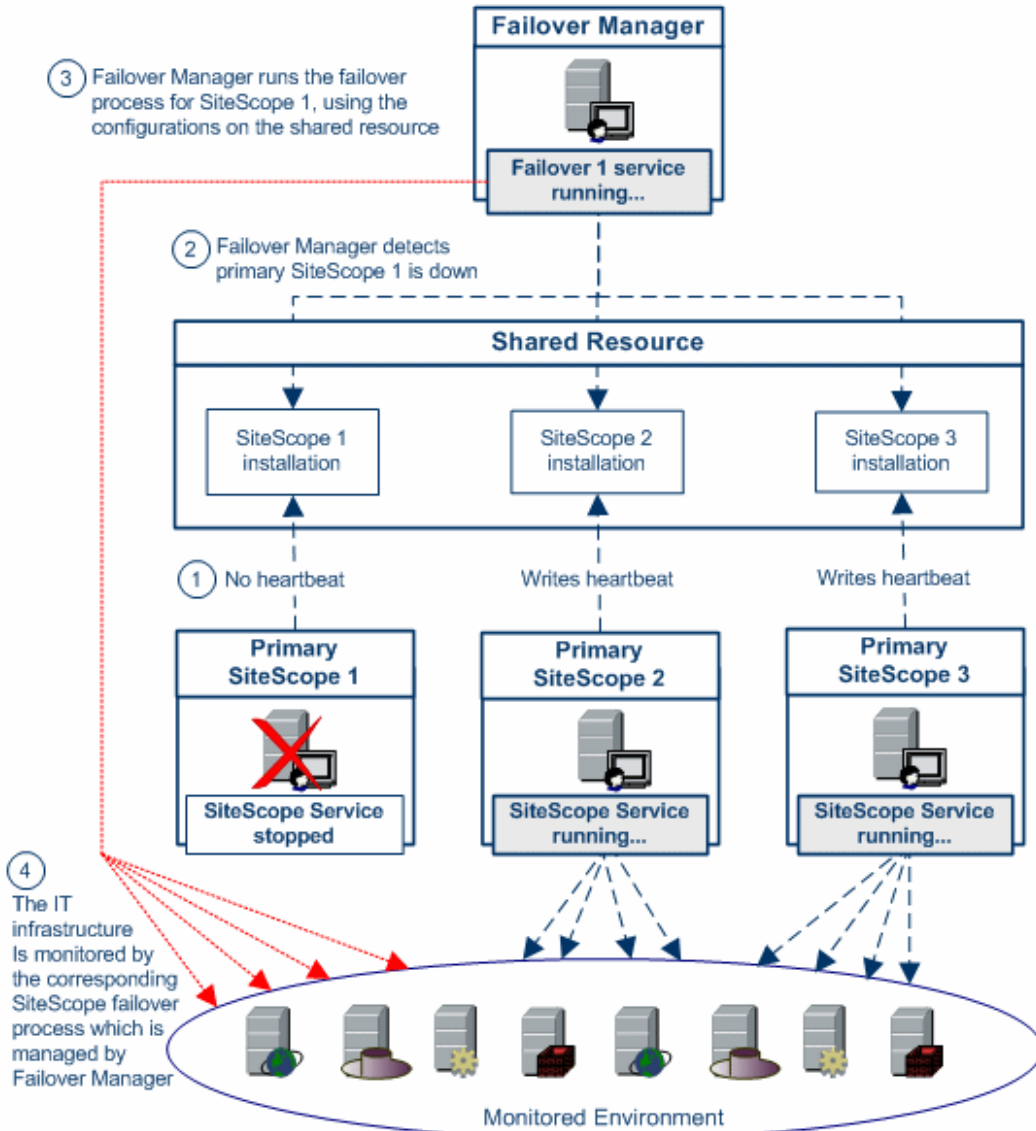 Failover Manager
3
Failover Manager runs the failover
process for SiteScope 1, using the
configurations on the shared resource
Failover 1 service
running...
2
Failover Manager detects
primary SiteScope 1 is down
Shared Resource
SiteScope 1
installation
SiteScope 2
installation
SiteScope 3
installation
1
No heartbeat
Writes heartbeat
Writes heartbeat
Primary
SiteScope 1
Primary
SiteScope 2
Primary
SiteScope 3
SiteScope Service
stopped
SiteScope Service
running...
SiteScope Service
running...
4
The IT
infrastructure
Is monitored by
the corresponding
SiteScope failover
process which is
managed by
Failover Manager
Monitored Environment